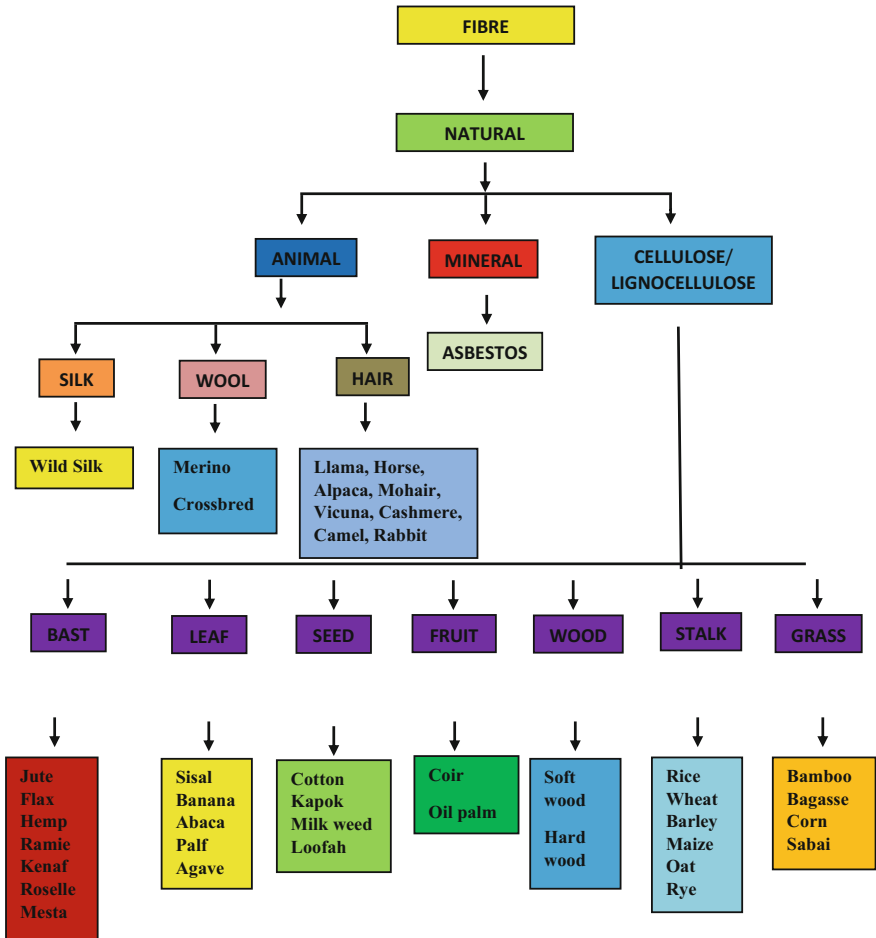 FIBRE
NATURAL
ANIMAL
MINERAL
CELLULOSE/
LIGNOCELLULOSE
ASBESTOS
SILK
WOOL
HAIR
Wild Silk
Merino
Crossbred
Llama, Horse,
Alpaca, Mohair,
Vicuna, Cashmere,
Camel, Rabbit
BAST
LEAF
SEED
FRUIT
WOOD
STALK
GRASS
Jute
Flax
Hemp
Ramie
Kenaf
Roselle
Mesta
Sisal
Banana
Abaca
Palf
Agave
Cotton
Kapok
Milk weed
Loofah
Coir
Oil palm
Soft
wood
Hard
wood
Rice
Wheat
Barley
Maize
Oat
Rye
Bamboo
Bagasse
Corn
Sabai